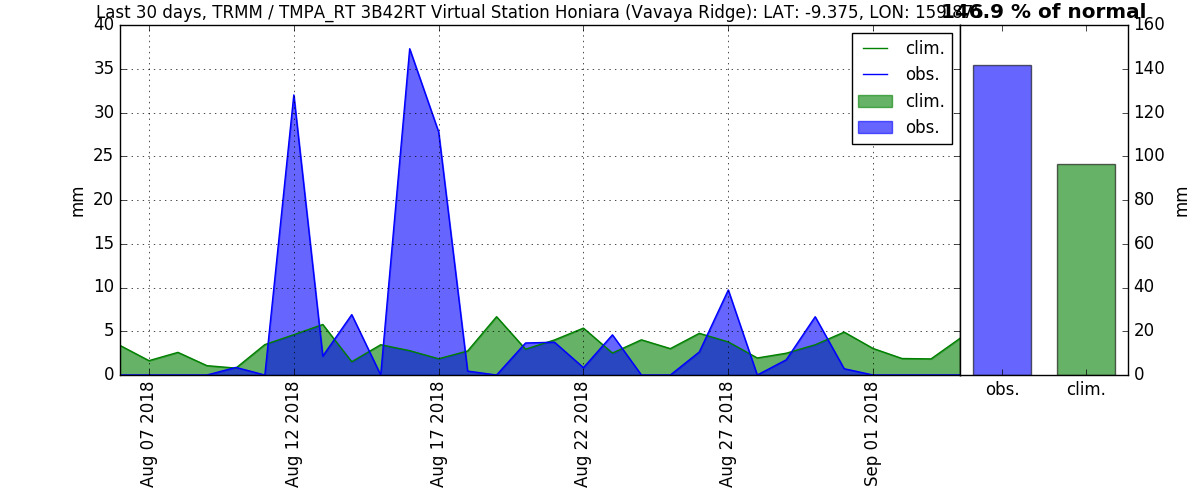 Last 30 days, TRMM / TMPA_RT 3B42RT Virtual Station Honiara (Vavaya Ridge): LAT: -9.375, LON:
146.9 % of normal
40
35
30
25
20
15
10
5
0
mm
clim.
obs.
clim.
obs.
Aug 07 2018
Aug 12 2018
Aug 17 2018
Aug 22 2018
Aug 27 2018
Sep 01 2018
160
140
120
100
80
60
40
20
0
mm
obs.
clim.